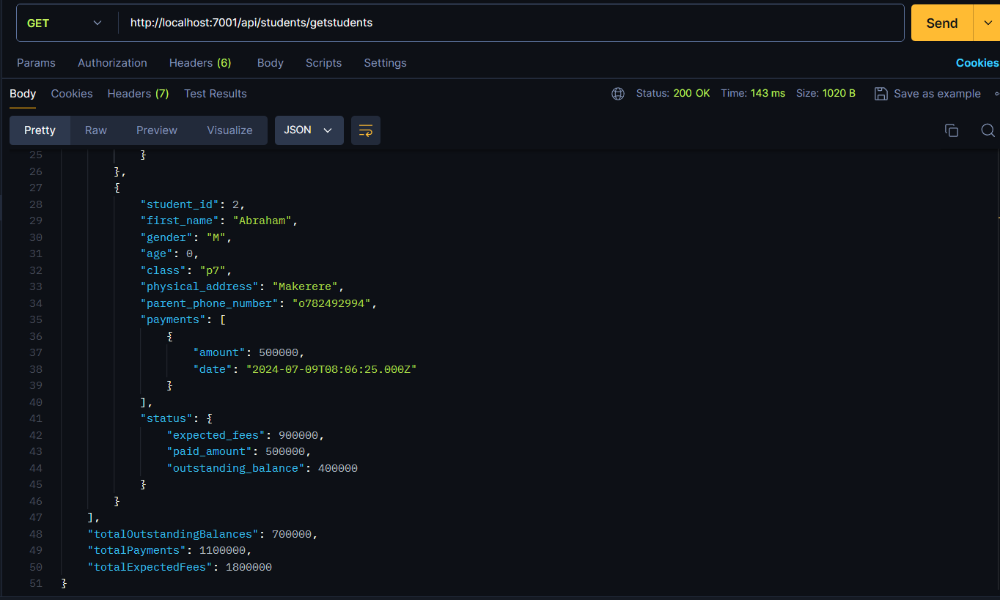 GET http://localhost:7001/api/students/getstudents Send
Params Authorization Headers (6) Body Scripts Settings Cookies
Body Cookies Headers (7) Test Results Status: 200 OK Time: 143 ms Size: 1020 B Save as example
Pretty Raw Preview Visualize JSON
25 }
26 },
27 {
28 "student_id": 2,
29 "first_name": "Abraham",
30 "gender": "M",
31 "age": 0,
32 "class": "p7",
33 "physical_address": "Makerere",
34 "parent_phone_number": "o782492994",
35 "payments": [
36 {
37 "amount": 500000,
38 "date": "2024-07-09T08:06:25.000Z"
39 }
40 ],
41 "status": {
42 "expected_fees": 900000,
43 "paid_amount": 500000,
44 "outstanding_balance": 400000
45 }
46 }
47 ],
48 "totalOutstandingBalances": 700000,
49 "totalPayments": 1100000,
50 "totalExpectedFees": 1800000
51 }